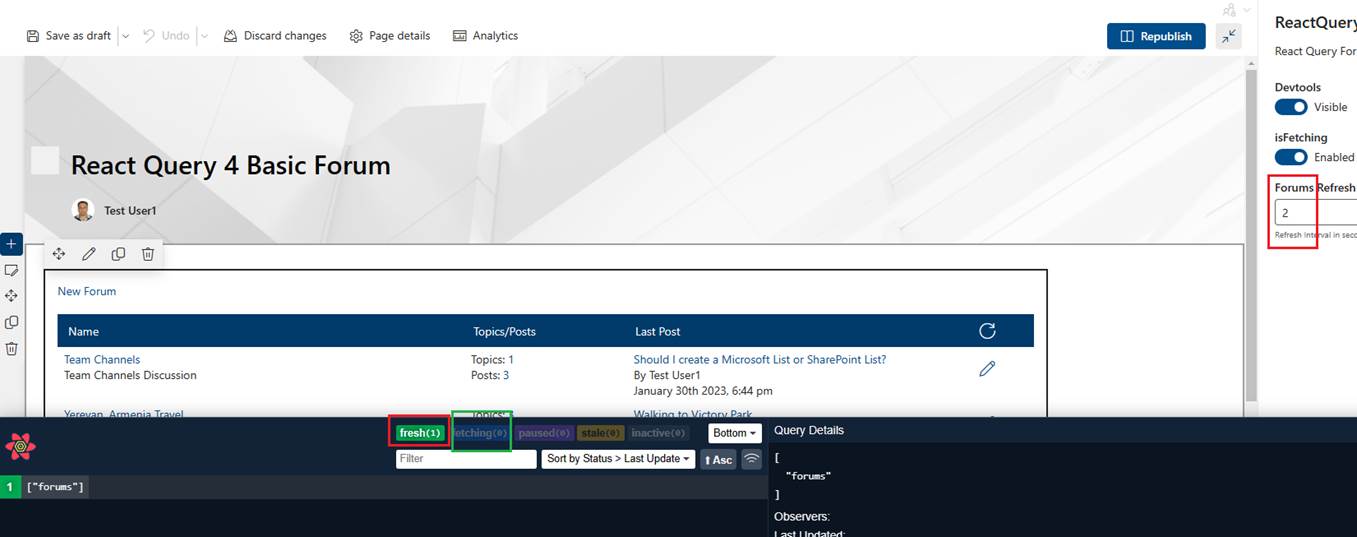 Save as draft Undo Discard changes Page details Analytics Republish
React Query 4 Basic Forum
Test User1
New Forum
Name Topics/Posts Last Post
Team Channels Topics: 1 Should I create a Microsoft List or SharePoint List?
Team Channels Discussion Posts: 3 By Test User1
January 30th 2023, 6:44 pm
Yerevan, Armenia Travel Topics: Walking to Victory Park
ReactQuery
React Query For
Devtools
Visible
isFetching
Enabled
Forums Refresh
2
Refresh Interval in seco
fresh(1) fetching(0) paused(0) stale(0) inactive(0) Bottom
Filter Sort by Status > Last Update Asc
1 ["forums"]
Query Details
[
"forums"
]
Observers:
Last Updated: